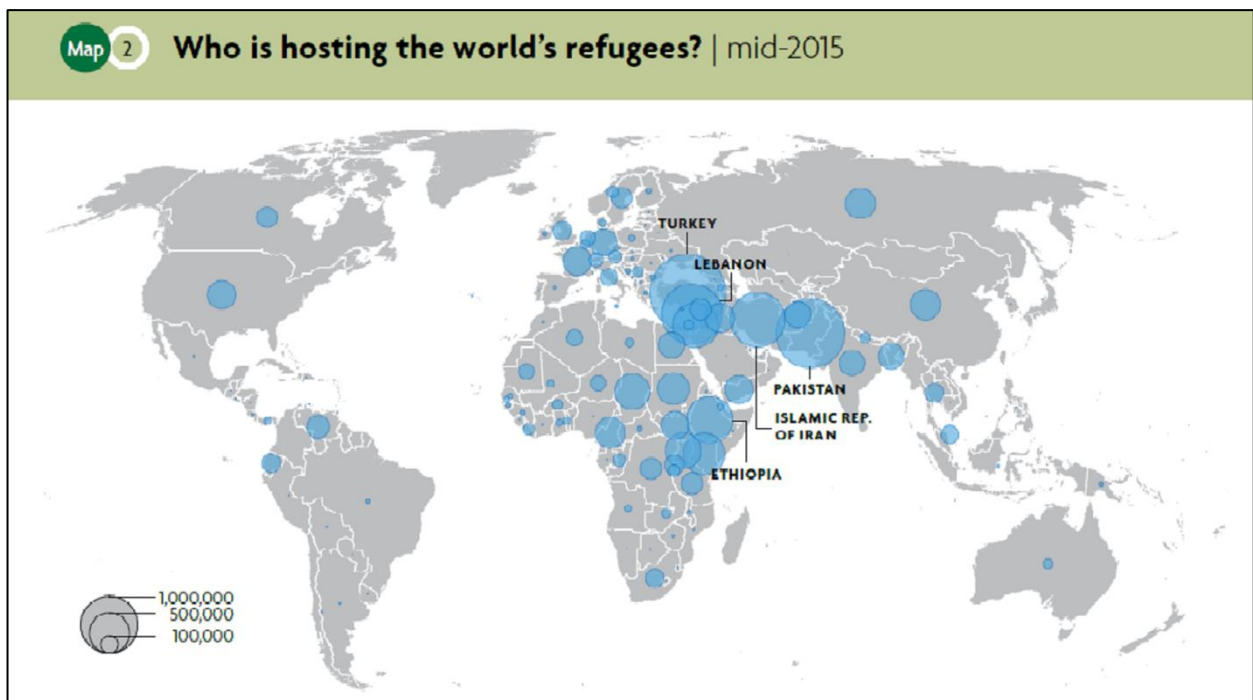 Map 2 Who is hosting the world's refugees? | mid-2015
TURKEY
LEBANON
PAKISTAN
ISLAMIC REP.
OF IRAN
ETHIOPIA
1,000,000
500,000
100,000